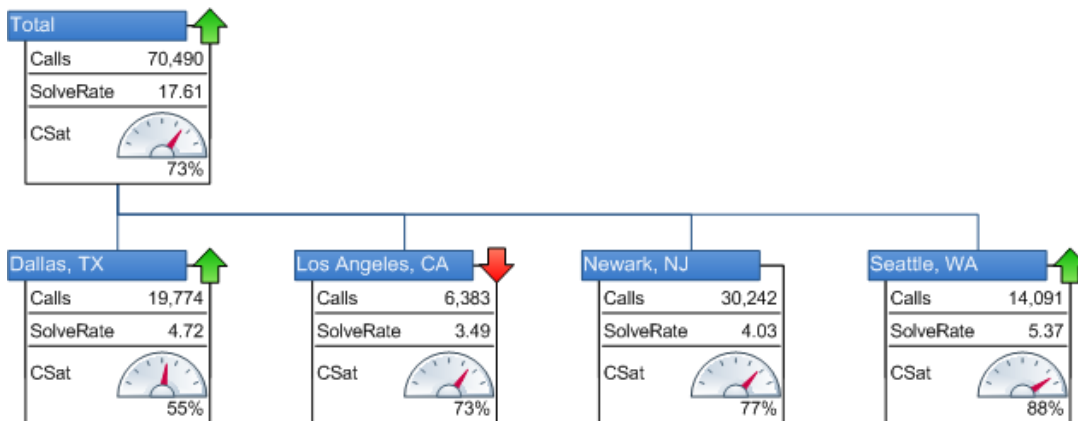 Total
Calls 70,490
SolveRate 17.61
CSat
73%
Dallas, TX
Calls 19,774
SolveRate 4.72
CSat
55%
Los Angeles, CA
Calls 6,383
SolveRate 3.49
CSat
73%
Newark, NJ
Calls 30,242
SolveRate 4.03
CSat
77%
Seattle, WA
Calls 14,091
SolveRate 5.37
CSat
88%